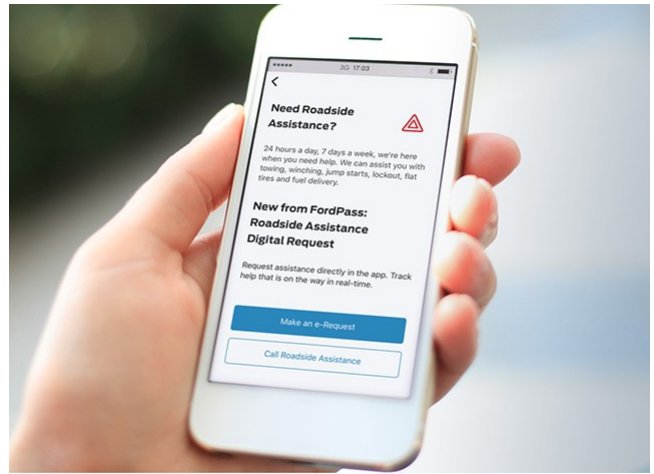 3G 17:03
Need Roadside
Assistance?
24 hours a day, 7 days a week, we're here
when you need help. We can assist you with
towing, winching, jump starts, lockout, flat
tires and fuel delivery.
New from FordPass:
Roadside Assistance
Digital Request
Request assistance directly in the app. Track
help that is on the way in real-time.
Make an e-Request
Call Roadside Assistance